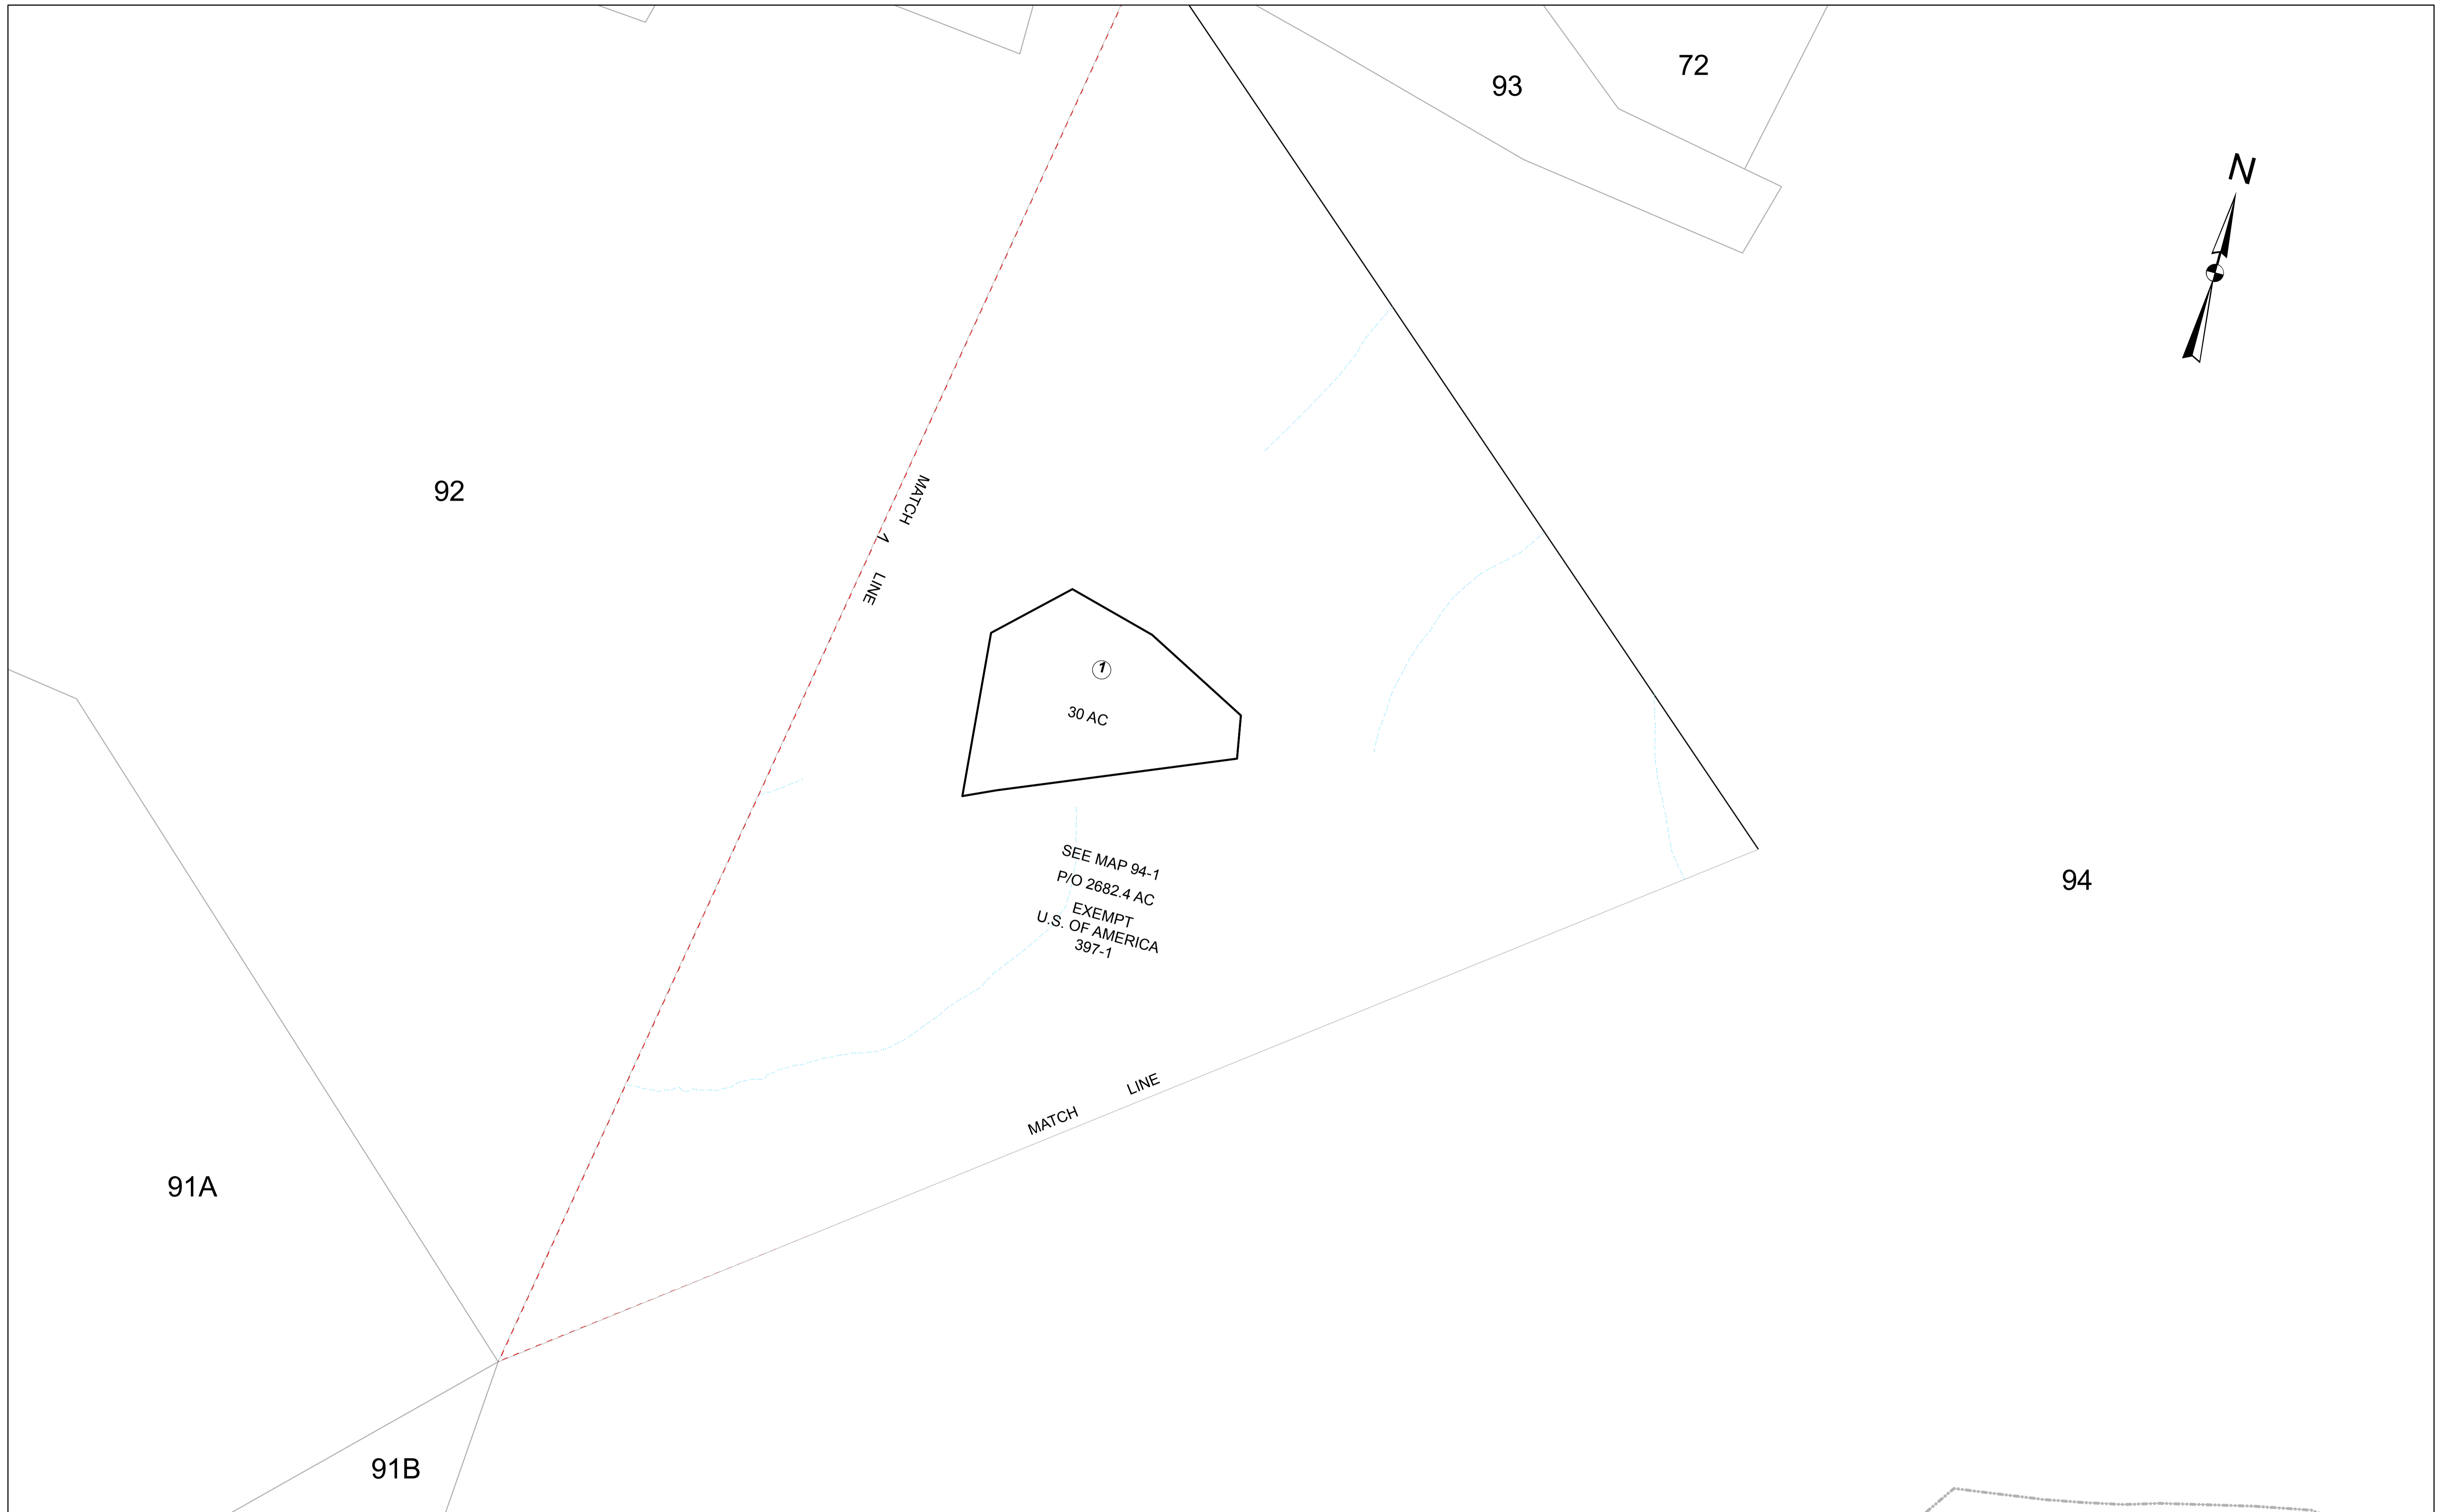 72
93
N
92
MATCH
LINE
1
30 AC
SEE MAP 94-1
P/O 2682.4 AC
EXEMPT
U.S. OF AMERICA
397-1
94
MATCH LINE
91A
91B